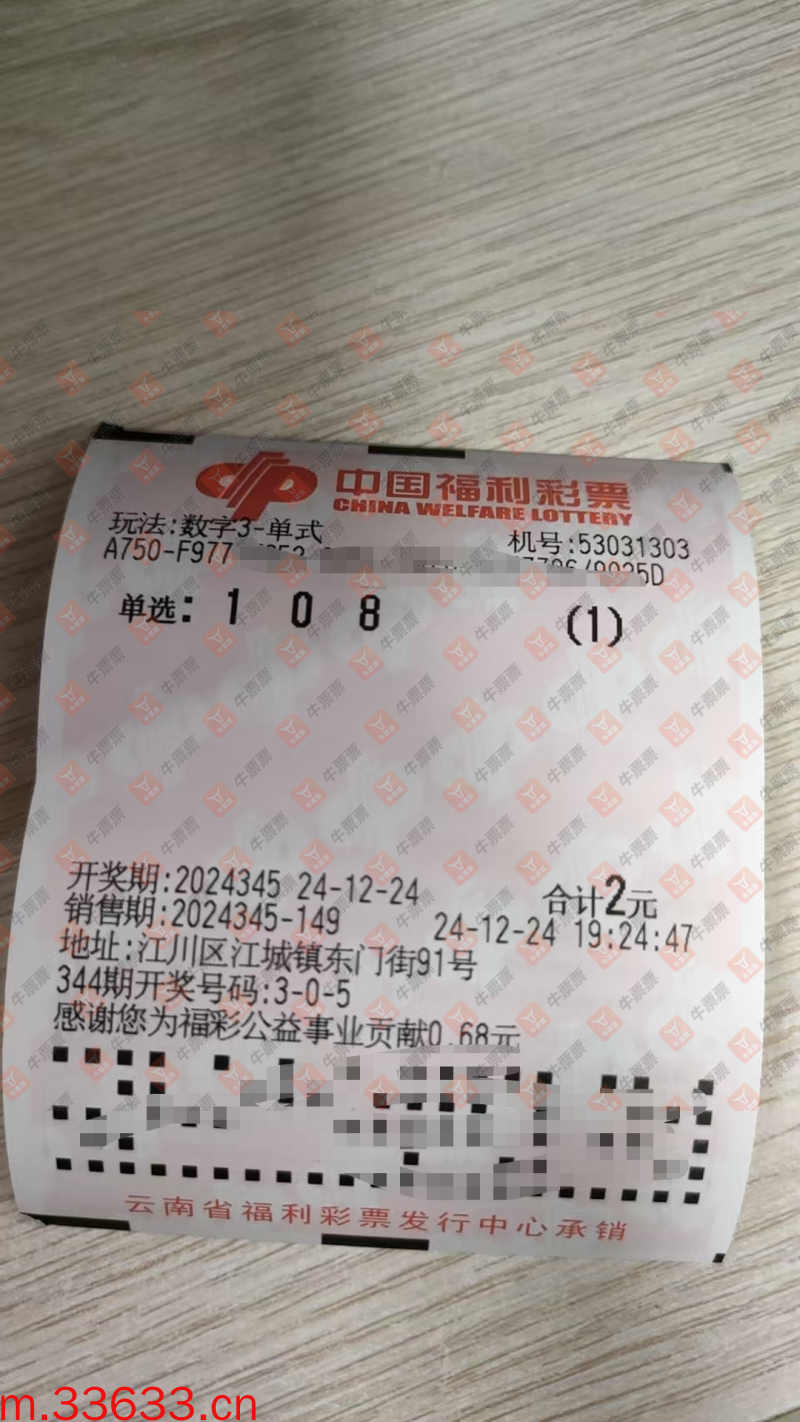 中国福利彩票
CHINA WELFARE LOTTERY
玩法:数字3-单式 机号:53031303
A750-F977
单选: 1 0 8 (1)
开奖期:2024345 24-12-24 合计2元
销售期:2024345-149 24-12-24 19:24:47
地址:江川区江城镇东门街91号
344期开奖号码:3-0-5
感谢您为福彩公益事业贡献0.68元
云南省福利彩票发行中心承销
牛票票
m.33633.cn